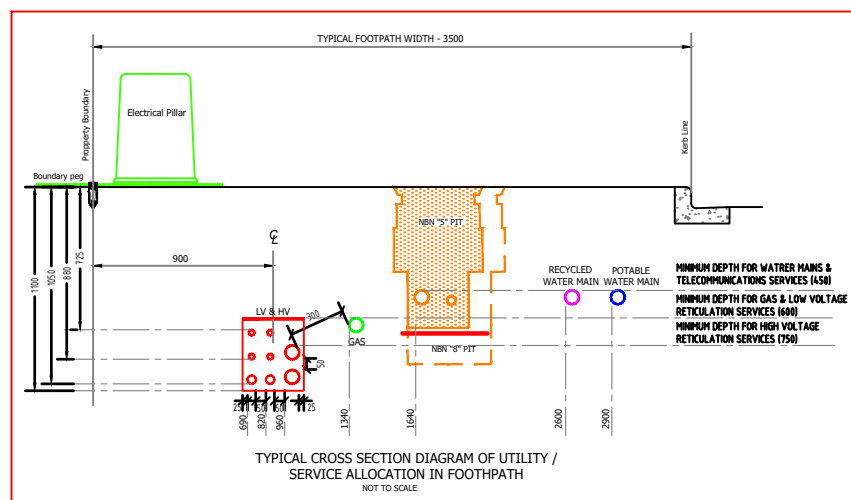 TYPICAL FOOTPATH WIDTH - 3500
Propperty Boundary
Electrical Pillar
Kerb Line
Boundary peg
1100
1050
880
725
900
℄
NBN "5" PIT
RECYCLED
WATER MAIN
POTABLE
WATER MAIN
MINIMUM DEPTH FOR WATRER MAINS &
TELECOMMUNICATIONS SERVICES (450)
MINIMUM DEPTH FOR GAS & LOW VOLTAGE
RETICULATION SERVICES (600)
MINIMUM DEPTH FOR HIGH VOLTAGE
RETICULATION SERVICES (750)
LV & HV
300
GAS
NBN "8" PIT
50
25
50
50
25
690
820
960
1340
1640
2600
2900
TYPICAL CROSS SECTION DIAGRAM OF UTILITY /
SERVICE ALLOCATION IN FOOTHPATH
NOT TO SCALE